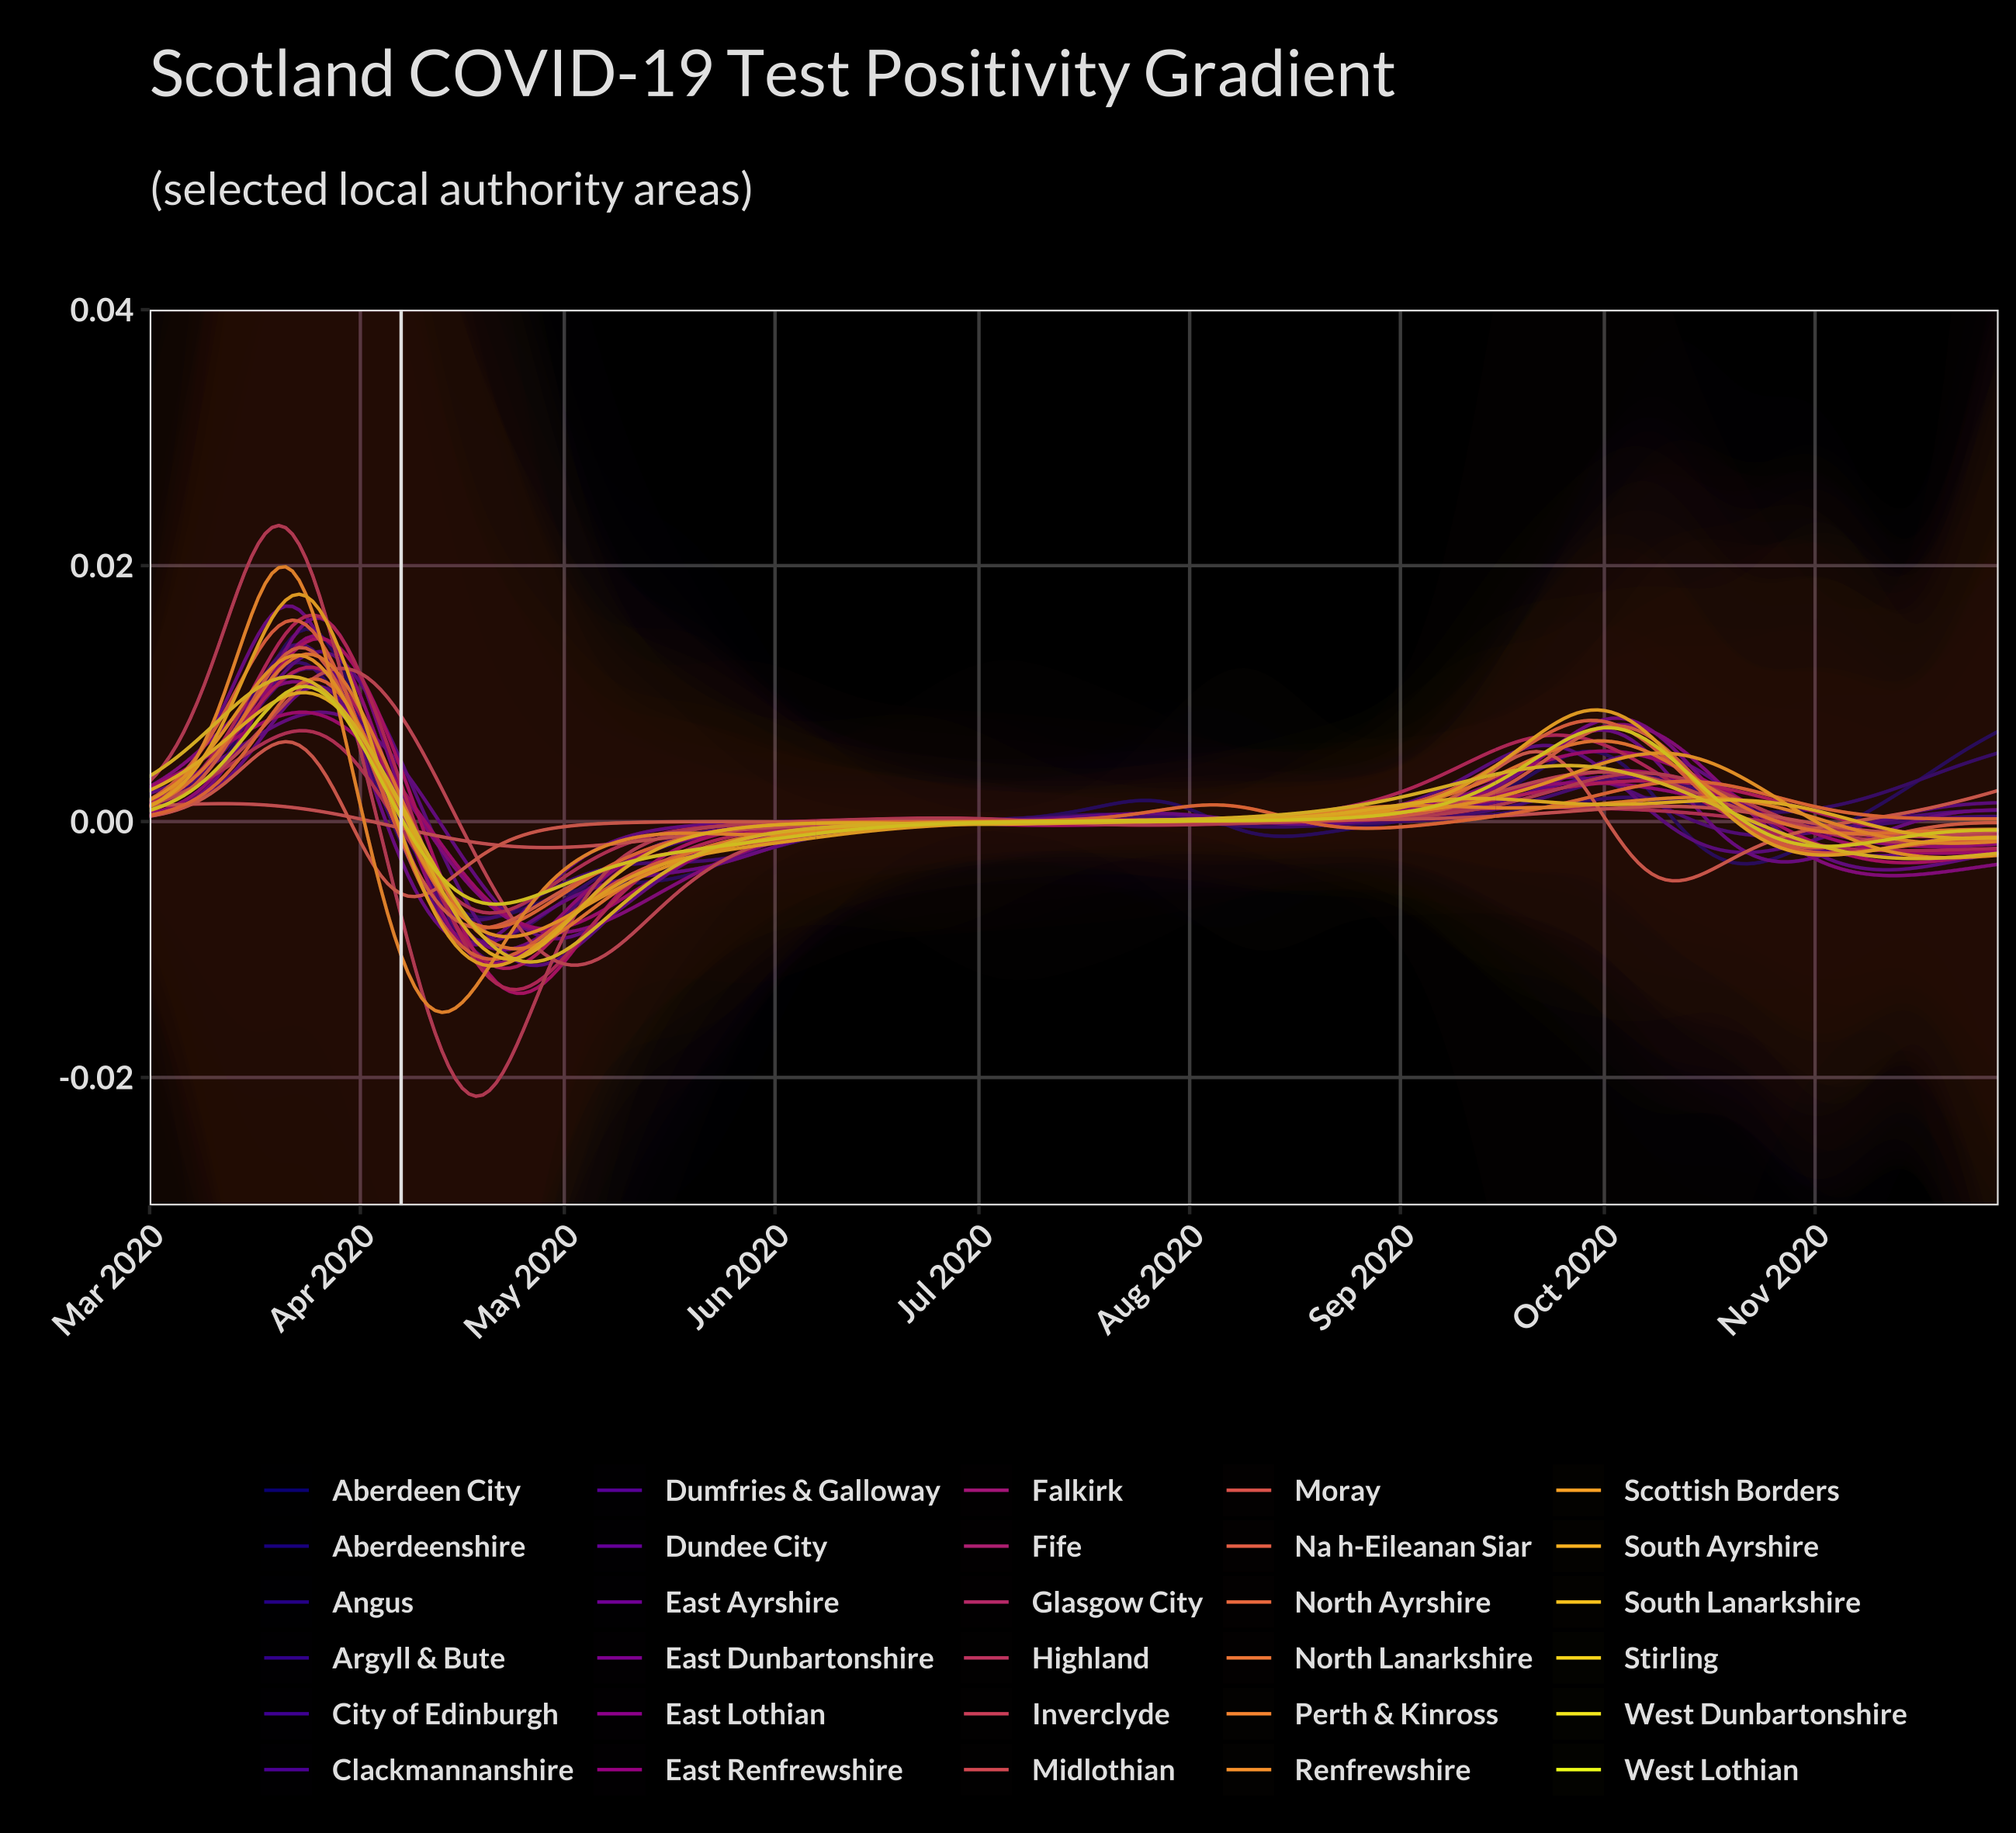 Scotland COVID-19 Test Positivity Gradient
(selected local authority areas)
0.04
0.02
0.00
-0.02
Mar 2020
Apr 2020
May 2020
Jun 2020
Jul 2020
Aug 2020
Sep 2020
Oct 2020
Nov 2020
Aberdeen City
Aberdeenshire
Angus
Argyll & Bute
City of Edinburgh
Clackmannanshire
Dumfries & Galloway
Dundee City
East Ayrshire
East Dunbartonshire
East Lothian
East Renfrewshire
Falkirk
Fife
Glasgow City
Highland
Inverclyde
Midlothian
Moray
Na h-Eileanan Siar
North Ayrshire
North Lanarkshire
Perth & Kinross
Renfrewshire
Scottish Borders
South Ayrshire
South Lanarkshire
Stirling
West Dunbartonshire
West Lothian